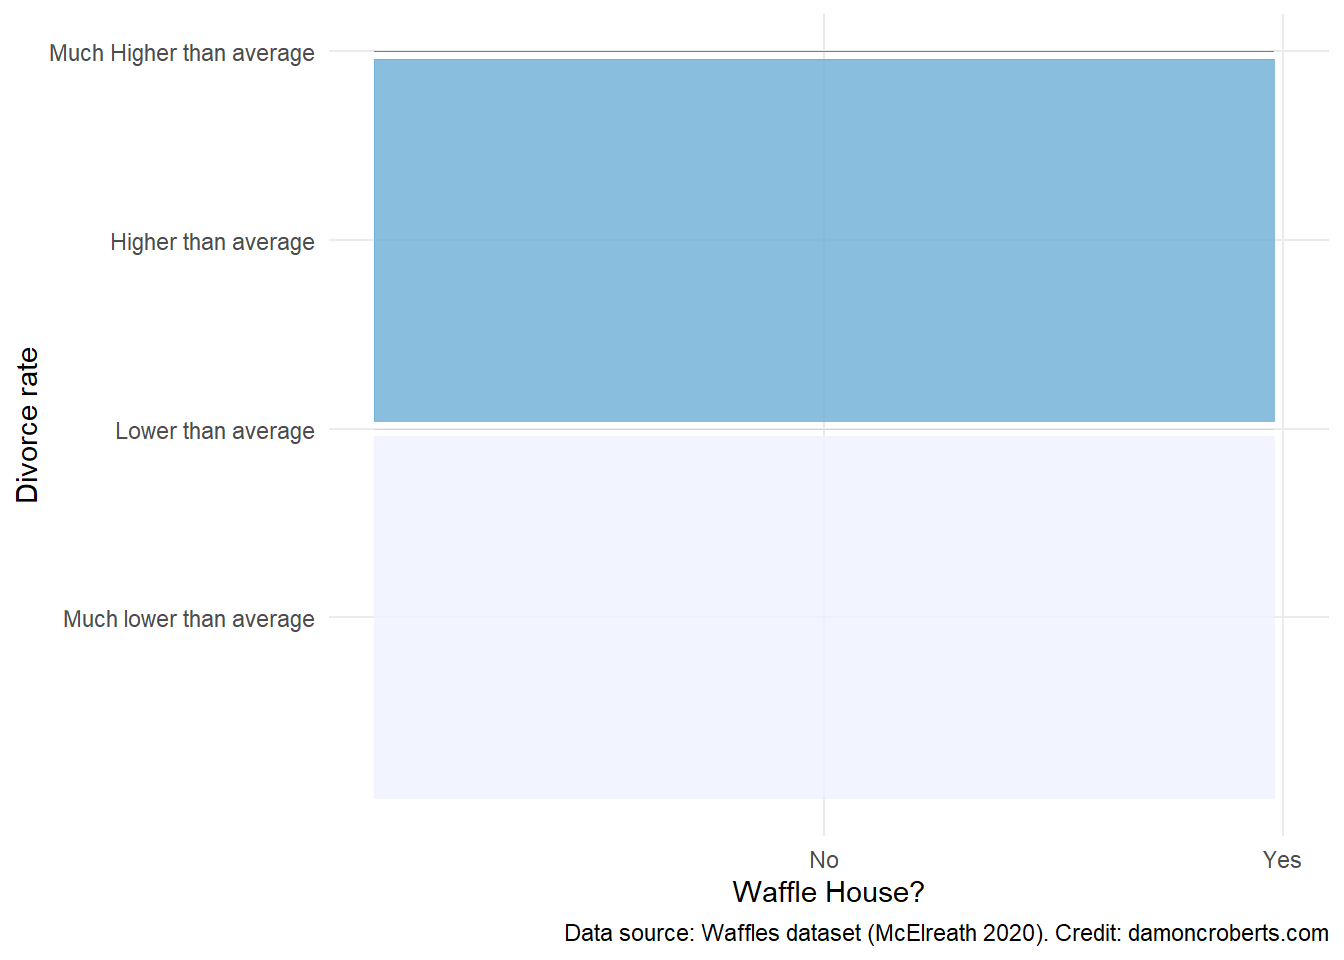 Much Higher than average
Higher than average
Lower than average
Much lower than average
Divorce rate
No
Yes
Waffle House?
Data source: Waffles dataset (McElreath 2020). Credit: damoncroberts.com